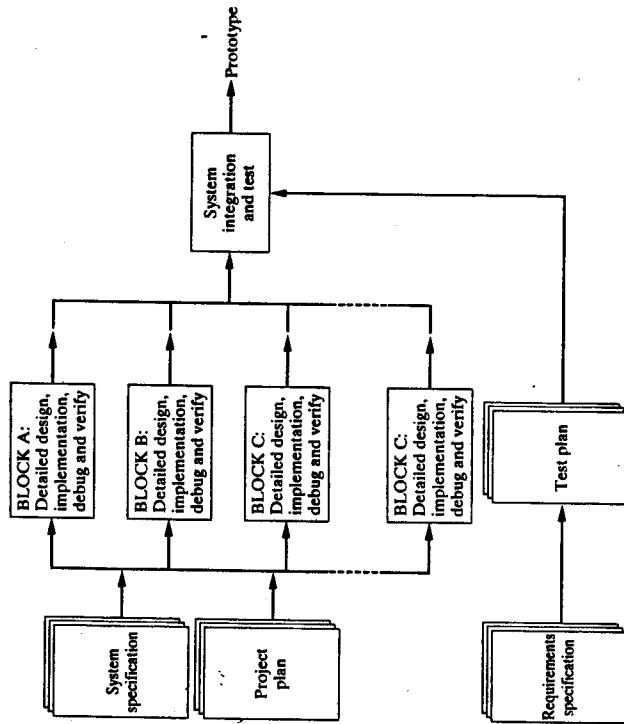 System
specification
Project
plan
Requirements
specification
BLOCK A:
Detailed design,
implementation,
debug and verify
BLOCK B:
Detailed design,
implementation,
debug and verify
BLOCK C:
Detailed design,
implementation,
debug and verify
BLOCK C:
Detailed design,
implementation,
debug and verify
Test plan
System
integration
and test
Prototype